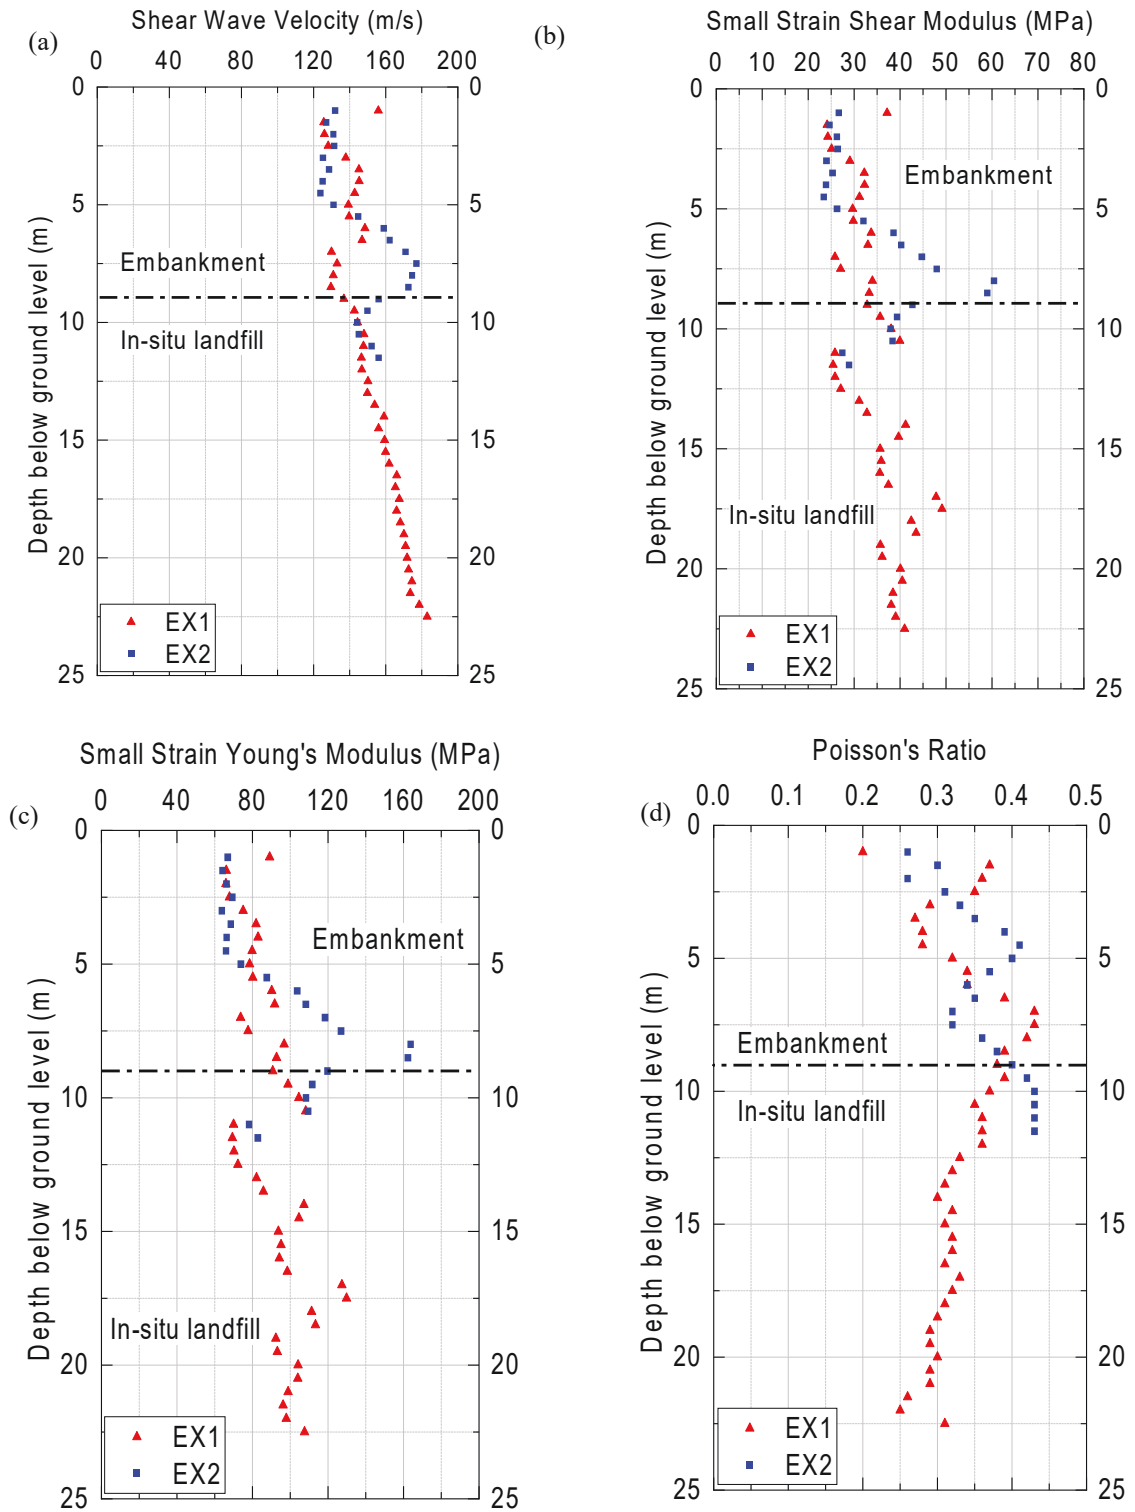 (a)
Shear Wave Velocity (m/s)
0 40 80 120 160 200
0 0
5 5
10 10
15 15
20 20
25 25
Depth below ground level (m)
Embankment
In-situ landfill
EX1
EX2
(b)
Small Strain Shear Modulus (MPa)
0 10 20 30 40 50 60 70 80
0 0
5 5
10 10
15 15
20 20
25 25
Depth below ground level (m)
Embankment
In-situ landfill
EX1
EX2
(c)
Small Strain Young's Modulus (MPa)
0 40 80 120 160 200
0 0
5 5
10 10
15 15
20 20
25 25
Depth below ground level (m)
Embankment
In-situ landfill
EX1
EX2
(d)
Poisson's Ratio
0.0 0.1 0.2 0.3 0.4 0.5
0 0
5 5
10 10
15 15
20 20
25 25
Depth below ground level (m)
Embankment
In-situ landfill
EX1
EX2